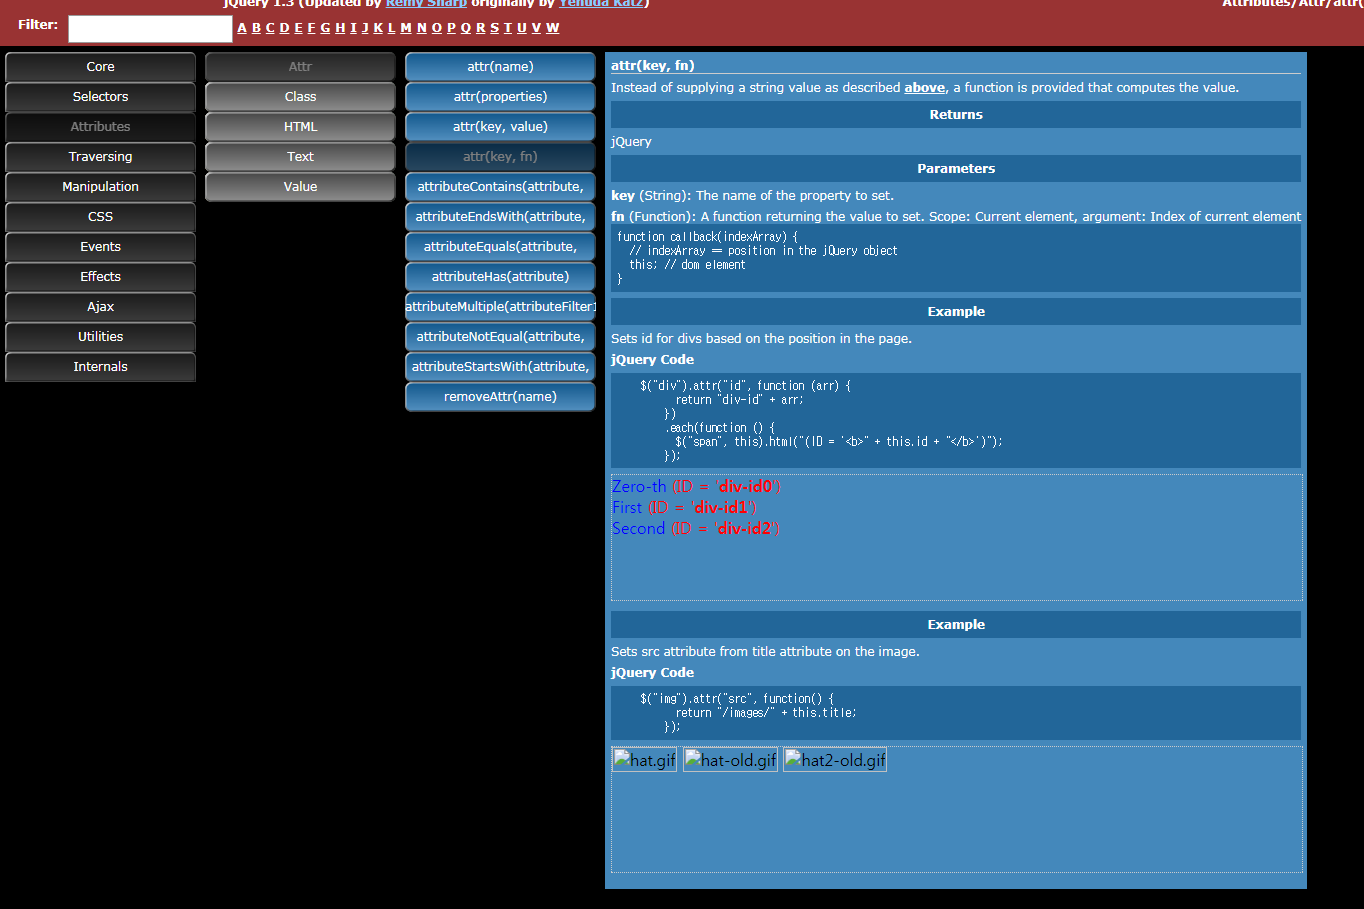 jQuery 1.3 (Updated by Remy Sharp originally by Yehuda Katz)
Attributes/Attr/attr(
Filter:
A B C D E F G H I J K L M N O P Q R S T U V W
Core
Selectors
Attributes
Traversing
Manipulation
CSS
Events
Effects
Ajax
Utilities
Internals
Attr
Class
HTML
Text
Value
attr(name)
attr(properties)
attr(key, value)
attr(key, fn)
attributeContains(attribute,
attributeEndsWith(attribute,
attributeEquals(attribute,
attributeHas(attribute)
attributeMultiple(attributeFilter1
attributeNotEqual(attribute,
attributeStartsWith(attribute,
removeAttr(name)
attr(key, fn)
Instead of supplying a string value as described above, a function is provided that computes the value.
Returns
jQuery
Parameters
key (String): The name of the property to set.
fn (Function): A function returning the value to set. Scope: Current element, argument: Index of current element
function callback(indexArray) {
// indexArray == position in the jQuery object
this; // dom element
}
Example
Sets id for divs based on the position in the page.
jQuery Code
$("div").attr("id", function (arr) {
return "div-id" + arr;
})
.each(function () {
$("span", this).html("(ID = '<b>" + this.id + "</b>')");
});
Zero-th (ID = 'div-id0')
First (ID = 'div-id1')
Second (ID = 'div-id2')
Example
Sets src attribute from title attribute on the image.
jQuery Code
$("img").attr("src", function() {
return "/images/" + this.title;
});
hat.gif hat-old.gif hat2-old.gif